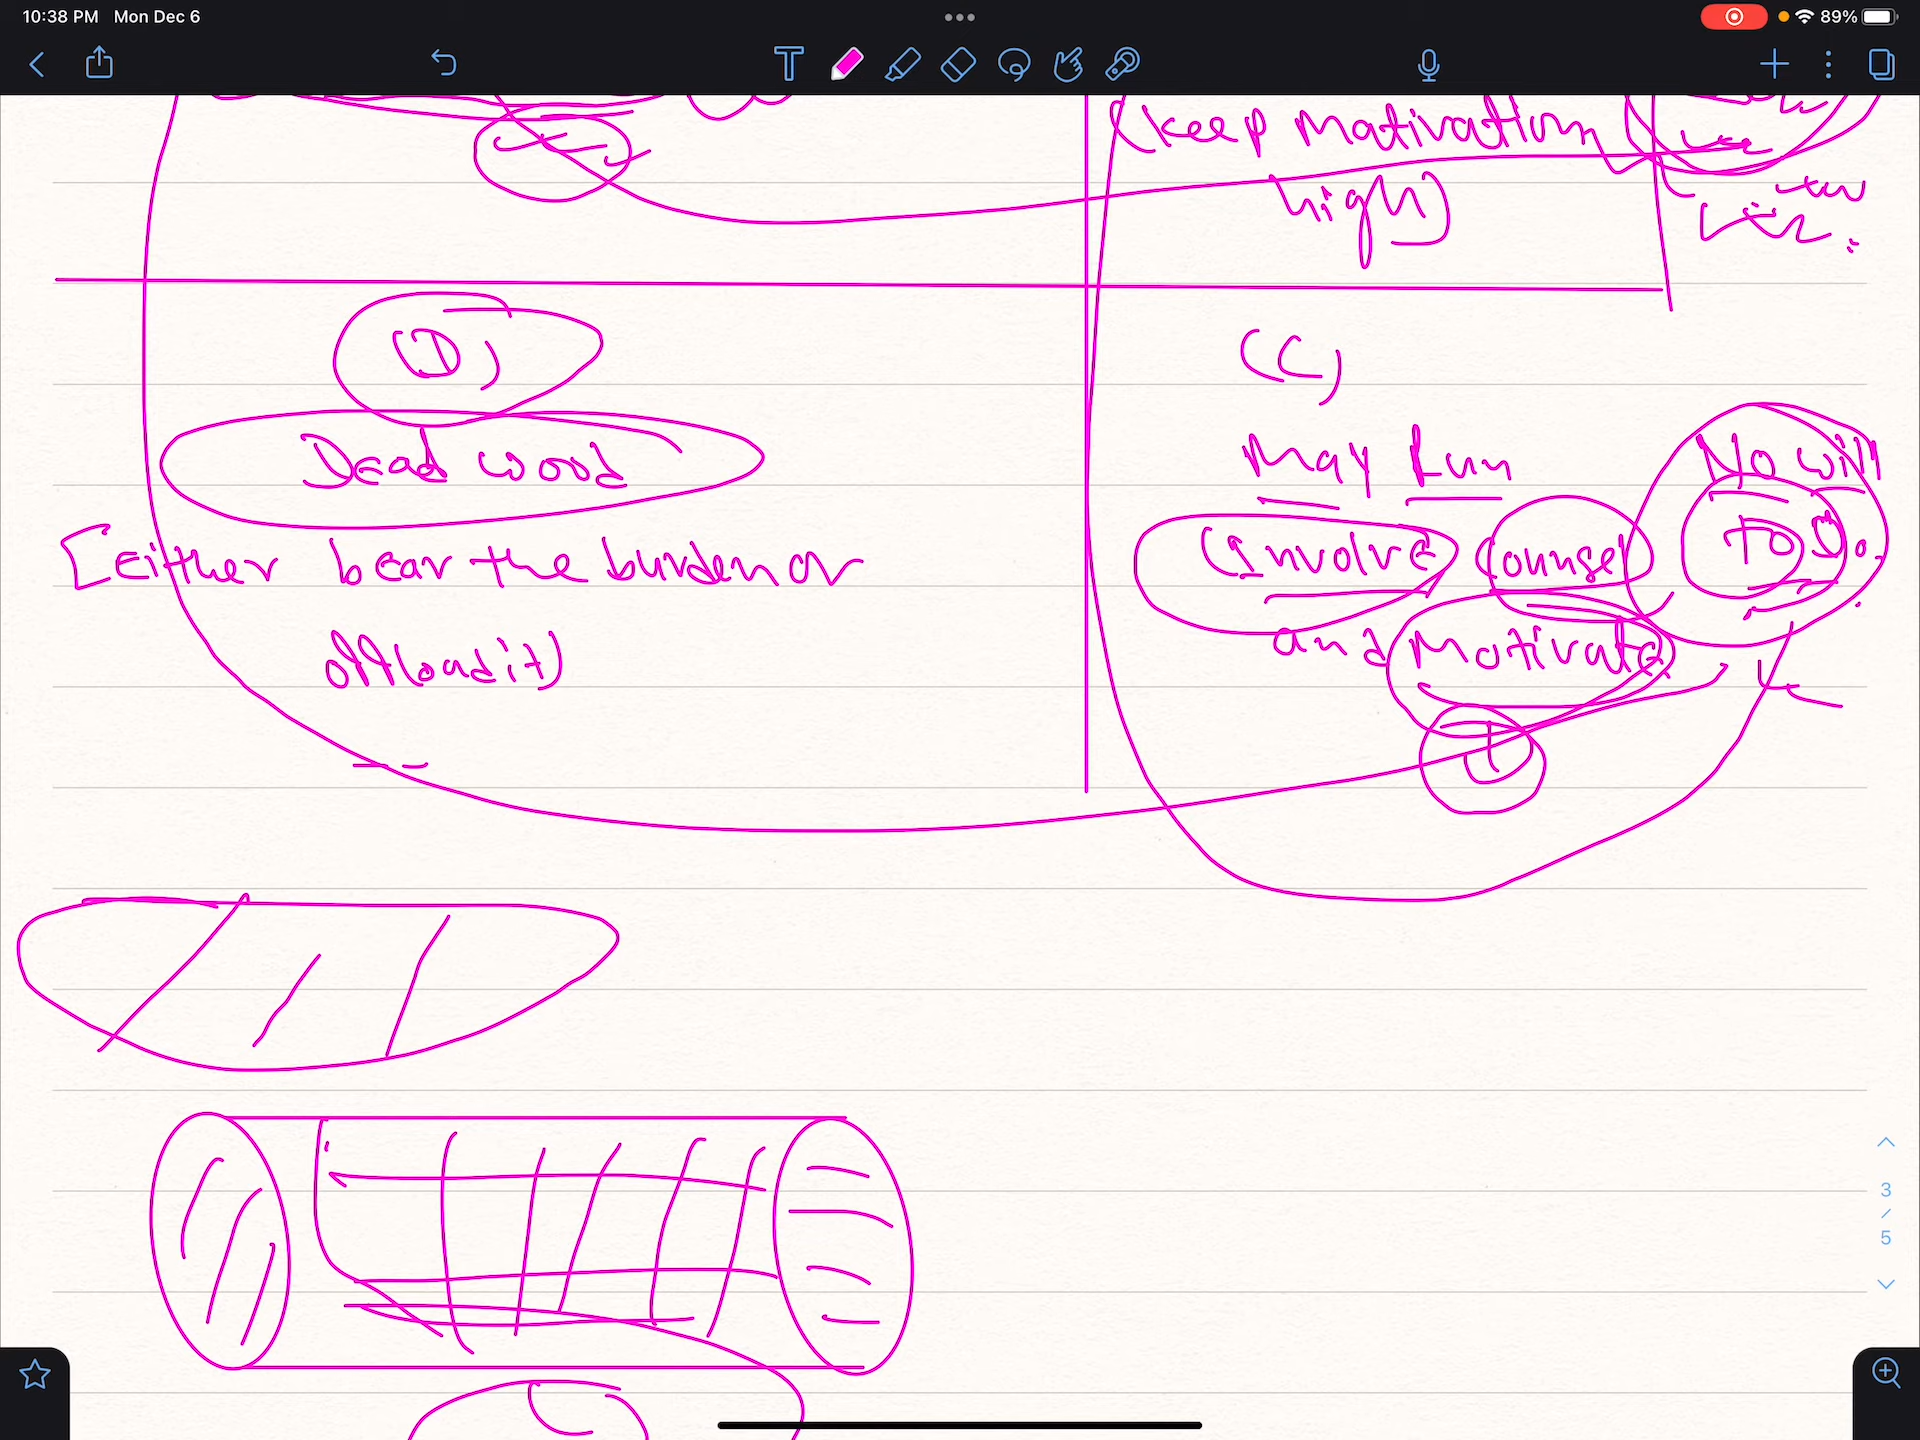 10:38 PM Mon Dec 6
89%
(keep motivation
high)
(D)
(C)
Dead wood
May Run
No will
To Do.
[Either bear the burden or
(Involve Counsel
offload it)
and motivate
3
/
5